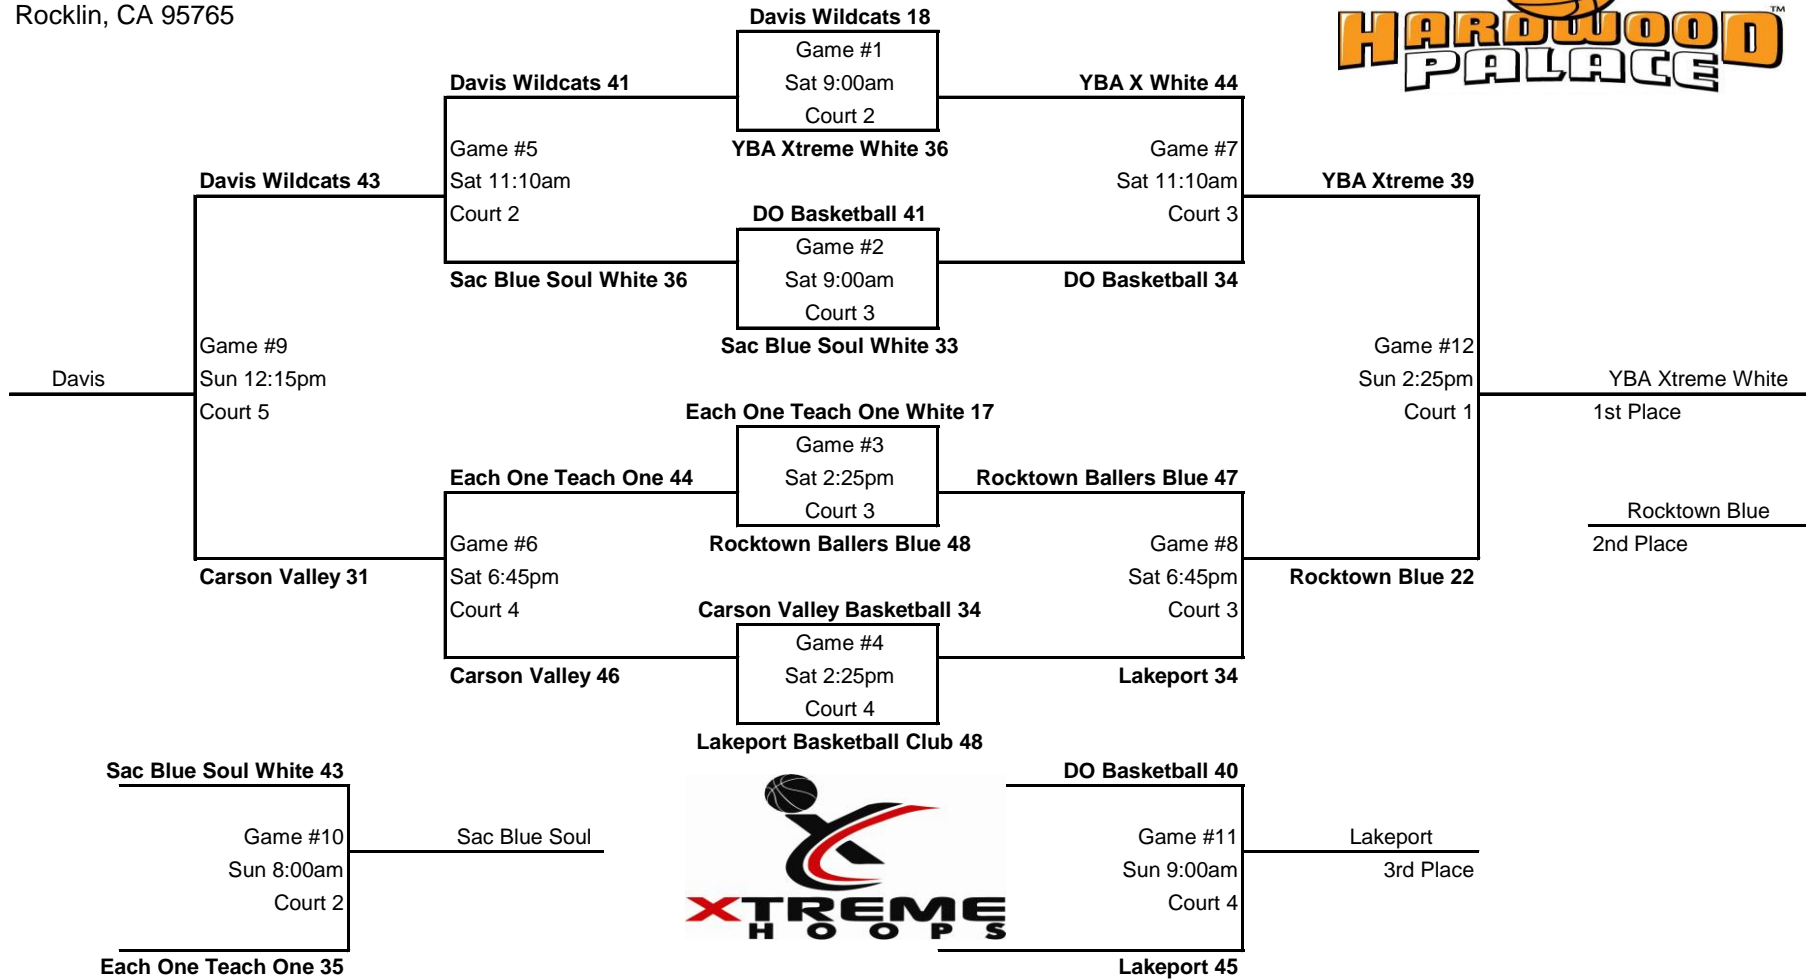 Rocklin, CA 95765
HARDWOOD
PALACE
TM
Davis Wildcats 18
Game #1
Sat 9:00am
Court 2
YBA Xtreme White 36
Davis Wildcats 41
Game #5
Sat 11:10am
Court 2
Sac Blue Soul White 36
YBA X White 44
Game #7
Sat 11:10am
Court 3
DO Basketball 34
Davis Wildcats 43
YBA Xtreme 39
DO Basketball 41
Game #2
Sat 9:00am
Court 3
Sac Blue Soul White 33
Game #9
Sun 12:15pm
Court 5
Davis
Game #12
Sun 2:25pm
Court 1
YBA Xtreme White
1st Place
Each One Teach One White 17
Game #3
Sat 2:25pm
Court 3
Rocktown Ballers Blue 48
Each One Teach One 44
Game #6
Sat 6:45pm
Court 4
Carson Valley 46
Rocktown Ballers Blue 47
Game #8
Sat 6:45pm
Court 3
Lakeport 34
Rocktown Blue
2nd Place
Carson Valley 31
Rocktown Blue 22
Carson Valley Basketball 34
Game #4
Sat 2:25pm
Court 4
Lakeport Basketball Club 48
Sac Blue Soul White 43
Game #10
Sun 8:00am
Court 2
Each One Teach One 35
Sac Blue Soul
XTREME
HOOPS
DO Basketball 40
Game #11
Sun 9:00am
Court 4
Lakeport 45
Lakeport
3rd Place